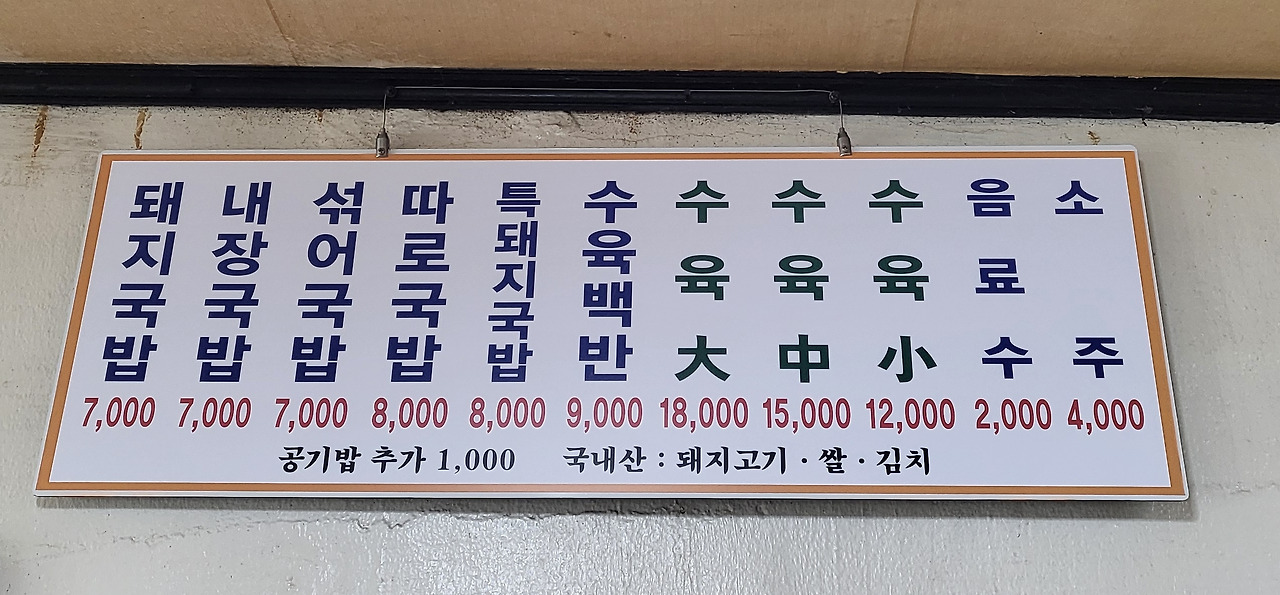 돼지국밥 7,000
내장국밥 7,000
섞어국밥 7,000
따로국밥 8,000
특돼지국밥 8,000
수육백반 9,000
수육大 18,000
수육中 15,000
수육小 12,000
음료수 2,000
소주 4,000
공기밥 추가 1,000 국내산 : 돼지고기 · 쌀 · 김치